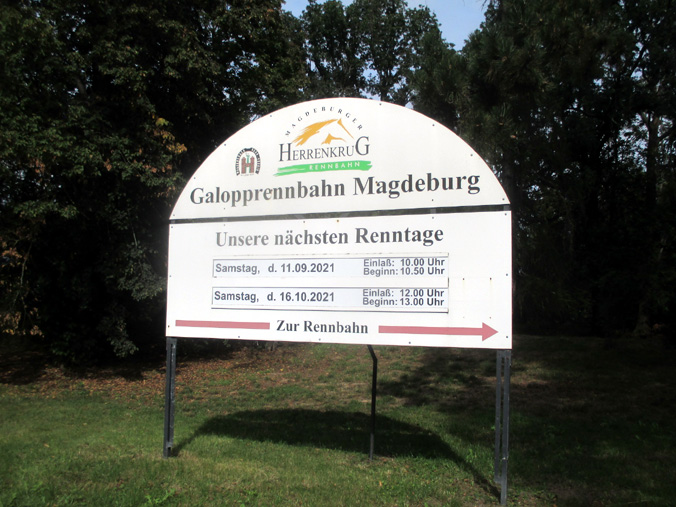 MAGDEBURGER
HERRENKRUG
RENNBAHN
Galopprennbahn Magdeburg
Unsere nächsten Renntage
Samstag, d. 11.09.2021 Einlaß: 10.00 Uhr
Beginn: 10.50 Uhr
Samstag, d. 16.10.2021 Einlaß: 12.00 Uhr
Beginn: 13.00 Uhr
Zur Rennbahn